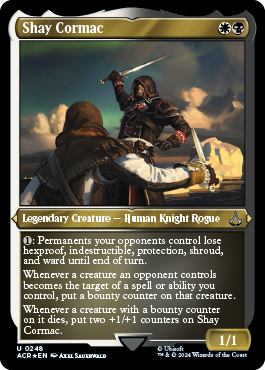 Shay Cormac
Legendary Creature — Human Knight Rogue
1: Permanents your opponents control lose
hexproof, indestructible, protection, shroud,
and ward until end of turn.
Whenever a creature an opponent controls
becomes the target of a spell or ability you
control, put a bounty counter on that creature.
Whenever a creature with a bounty counter
on it dies, put two +1/+1 counters on Shay
Cormac.
1/1
U 0248
ACR★EN AXEL SAUERWALD
© Ubisoft
™ & © 2024 Wizards of the Coast